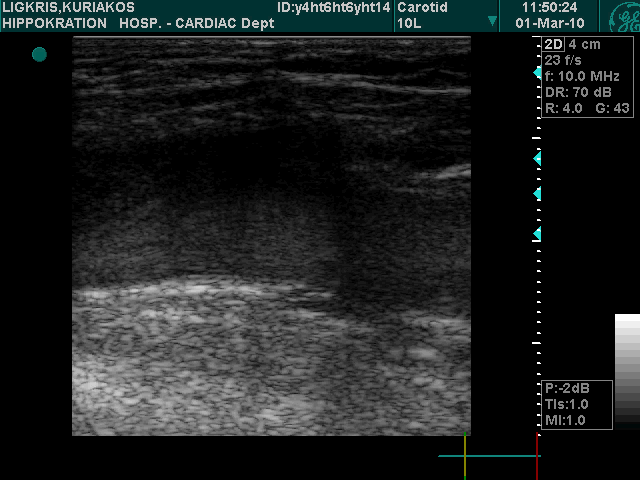 LIGKRIS,KURIAKOS ID:y4ht6ht6yht14 Carotid 11:50:24
HIPPOKRATION HOSP. - CARDIAC Dept 10L 01-Mar-10
2D 4 cm
23 f/s
f: 10.0 MHz
DR: 70 dB
R: 4.0 G: 43
P:-2dB
TIs:1.0
MI:1.0